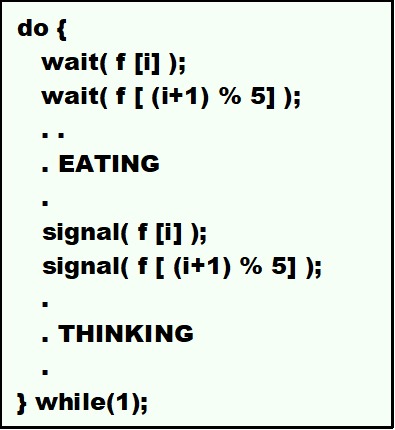 do {
wait( f [i] );
wait( f [ (i+1) % 5] );
. .
. EATING
.
signal( f [i] );
signal( f [ (i+1) % 5] );
.
. THINKING
.
} while(1);